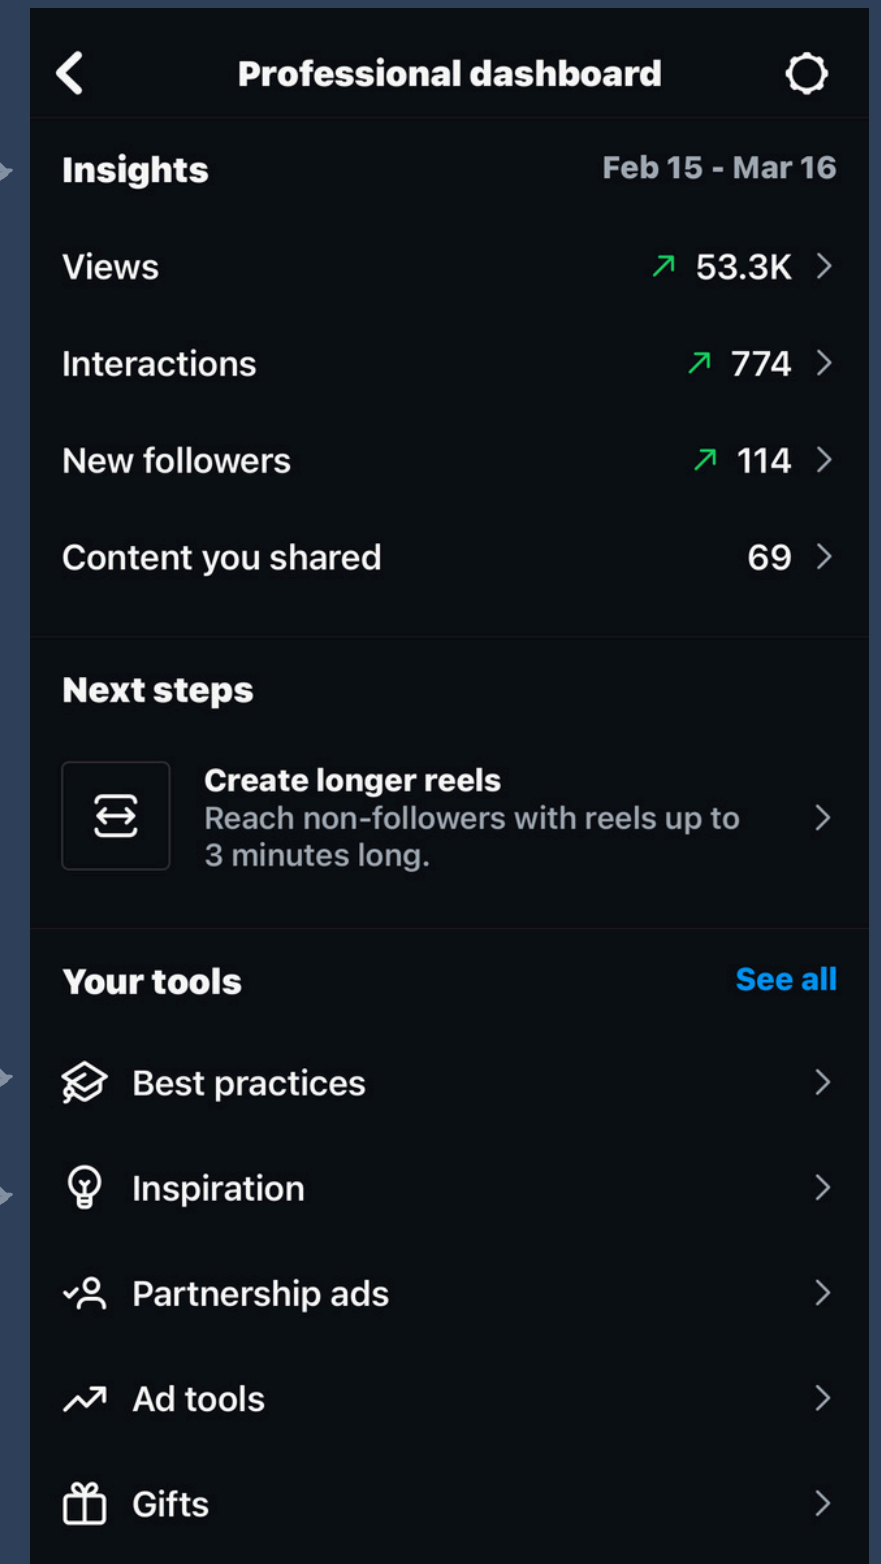 Professional dashboard
Insights Feb 15 - Mar 16
Views 53.3K
Interactions 774
New followers 114
Content you shared 69
Next steps
Create longer reels
Reach non-followers with reels up to
3 minutes long.
Your tools See all
Best practices
Inspiration
Partnership ads
Ad tools
Gifts